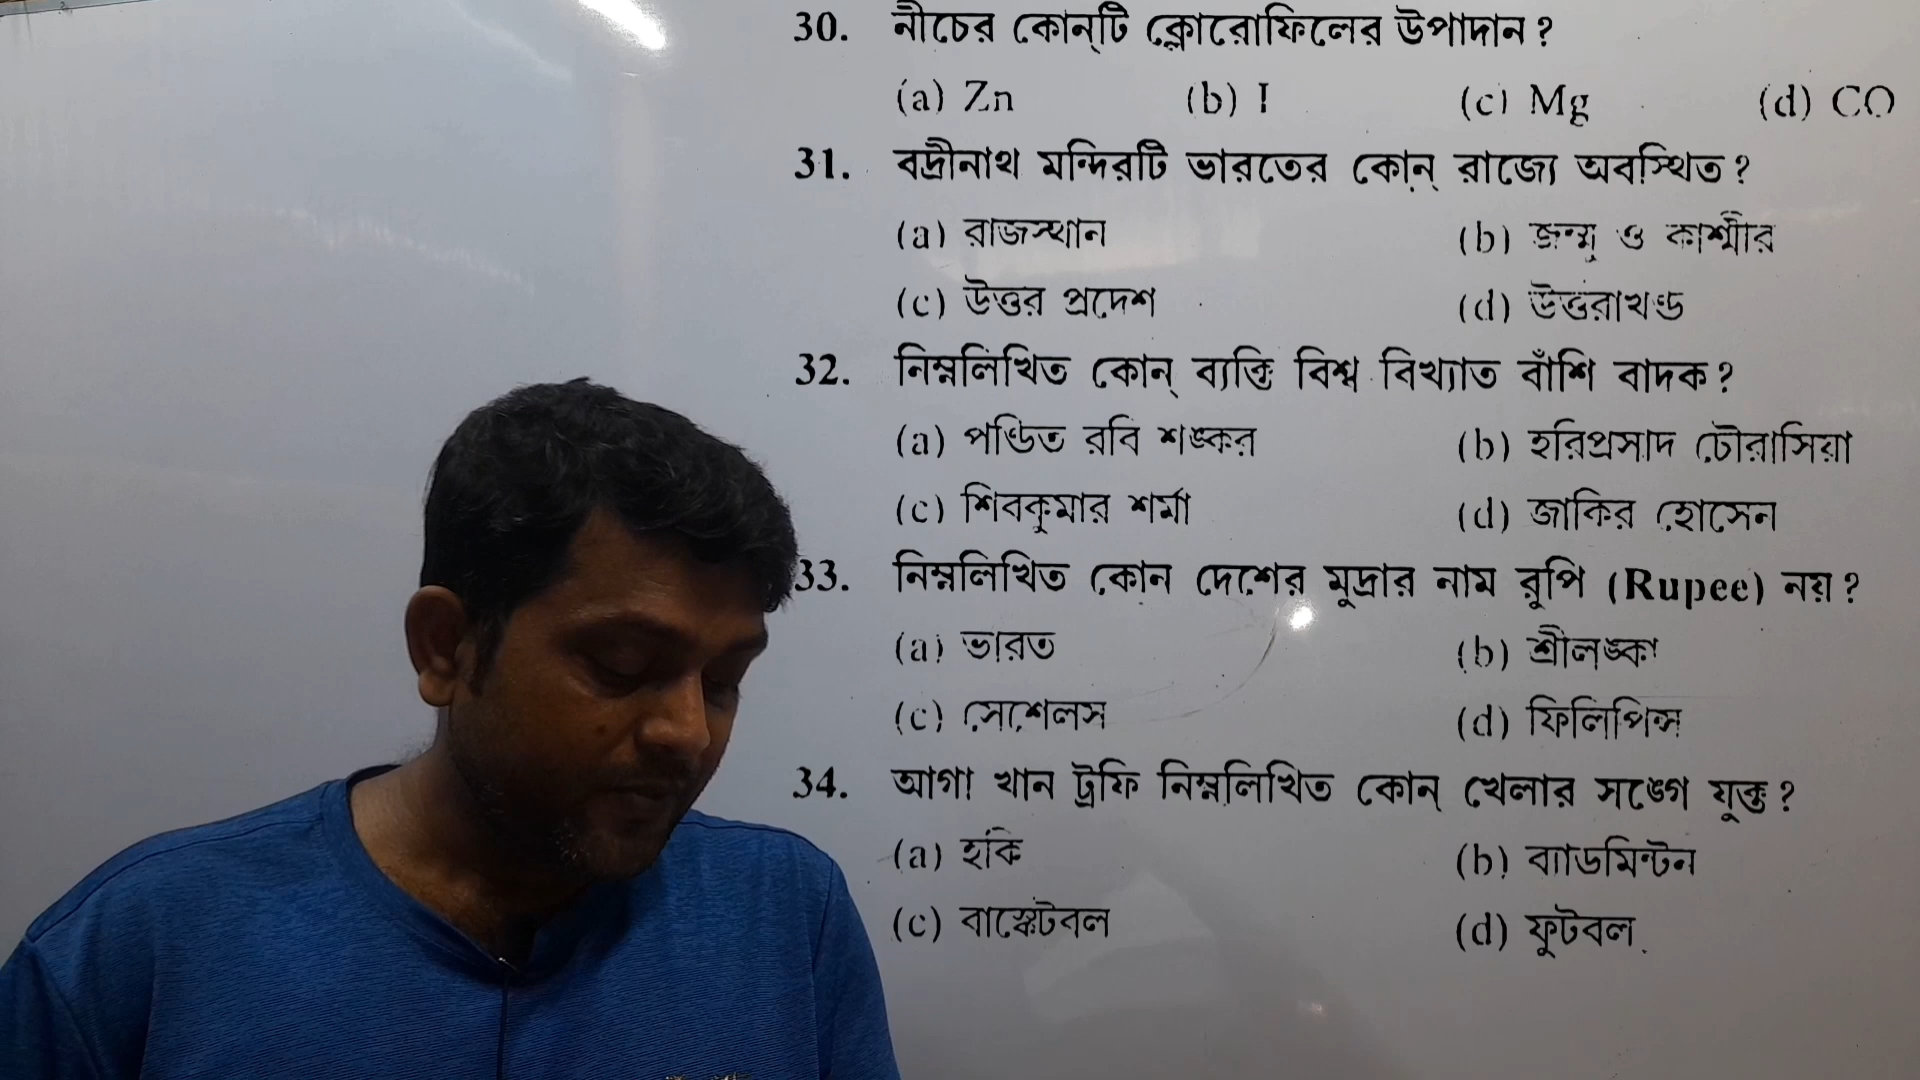 30. নীচের কোন্‌টি ক্লোরোফিলের উপাদান ?
(a) Zn (b) I (c) Mg (d) CO
31. বদ্রীনাথ মন্দিরটি ভারতের কোন্ রাজ্যে অবস্থিত ?
(a) রাজস্থান (b) জম্মু ও কাশ্মীর
(c) উত্তর প্রদেশ (d) উত্তরাখণ্ড
32. নিম্নলিখিত কোন্ ব্যক্তি বিশ্ব বিখ্যাত বাঁশি বাদক ?
(a) পণ্ডিত রবি শঙ্কর (b) হরিপ্রসাদ চৌরাসিয়া
(c) শিবকুমার শর্মা (d) জাকির হোসেন
33. নিম্নলিখিত কোন দেশের মুদ্রার নাম রুপি (Rupee) নয় ?
(a) ভারত (b) শ্রীলঙ্কা
(c) সেশেলস (d) ফিলিপিন্স
34. আগা খান ট্রফি নিম্নলিখিত কোন্ খেলার সঙ্গে যুক্ত ?
(a) হকি (b) ব্যাডমিন্টন
(c) বাস্কেটবল (d) ফুটবল